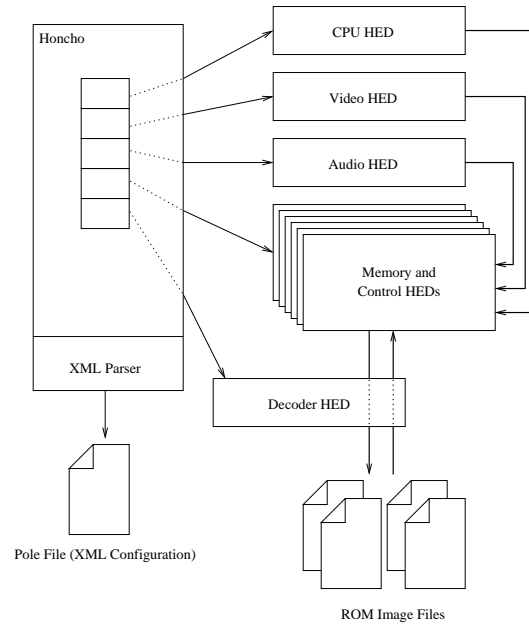 Honcho
CPU HED
Video HED
Audio HED
Memory and
Control HEDs
XML Parser
Decoder HED
Pole File (XML Configuration)
ROM Image Files